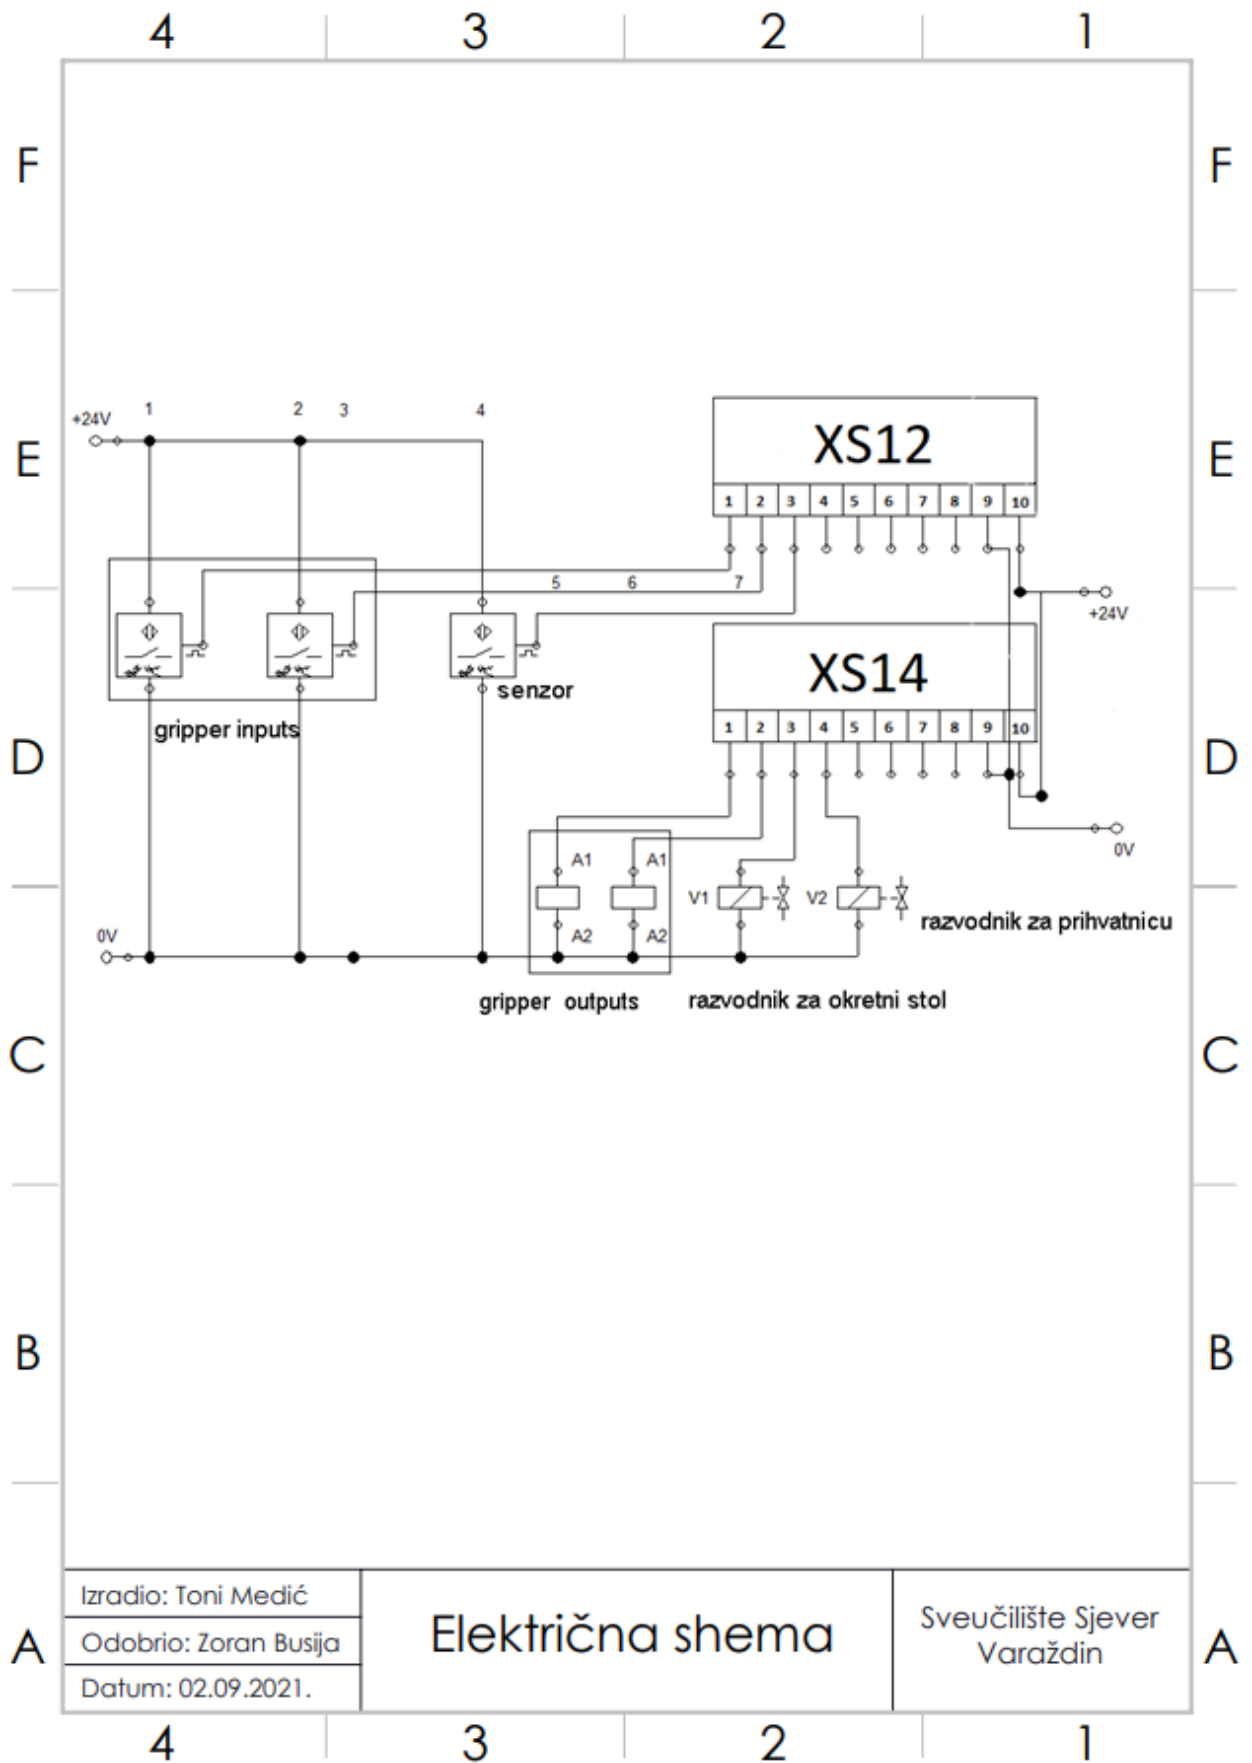 4 3 2 1
F F
+24V 1 2 3 4
XS12
E E
1 2 3 4 5 6 7 8 9 10
5 6 7
+24V
XS14
senzor
gripper inputs
1 2 3 4 5 6 7 8 9 10
D D
0V
A1 A1
V1 V2
razvodnik za prihvatnicu
0V A2 A2
gripper outputs razvodnik za okretni stol
C C
B B
Izradio: Toni Medić
Odobrio: Zoran Busija
Datum: 02.09.2021.
Elektrićna shema
Sveučilište Sjever
Varaždin
A A
4 3 2 1